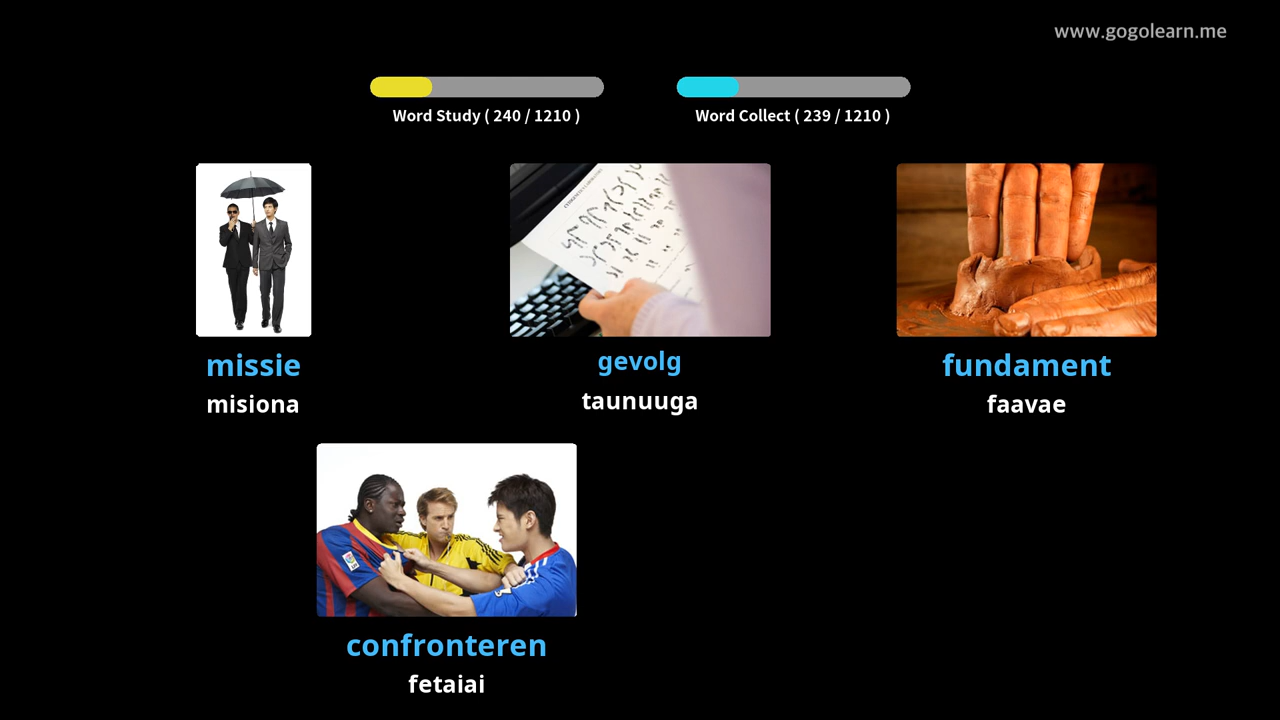 www.gogolearn.me
Word Study ( 240 / 1210 )
Word Collect ( 239 / 1210 )
missie
misiona
gevolg
taunuuga
fundament
faavae
confronteren
fetaiai